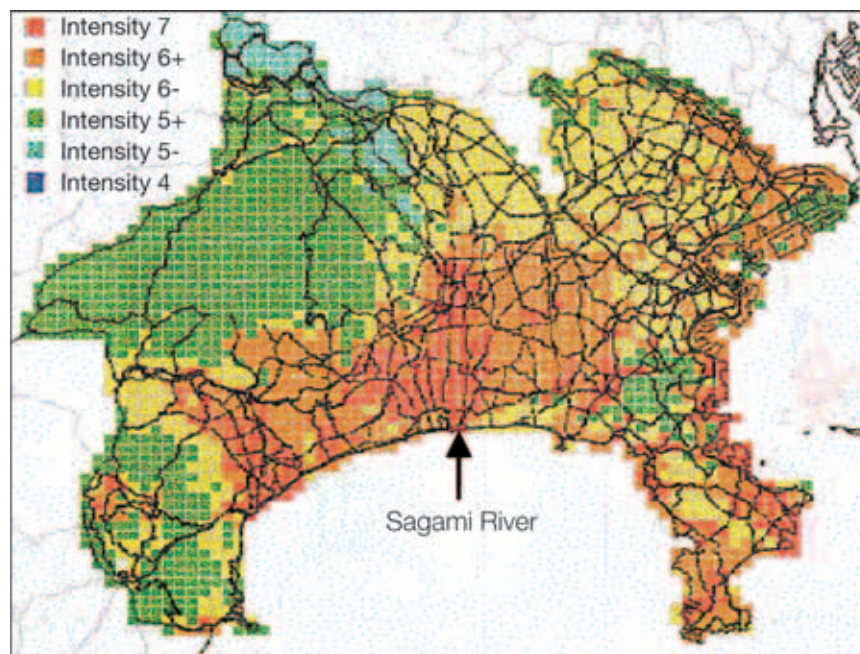 Intensity 7
Intensity 6+
Intensity 6-
Intensity 5+
Intensity 5-
Intensity 4
Sagami River